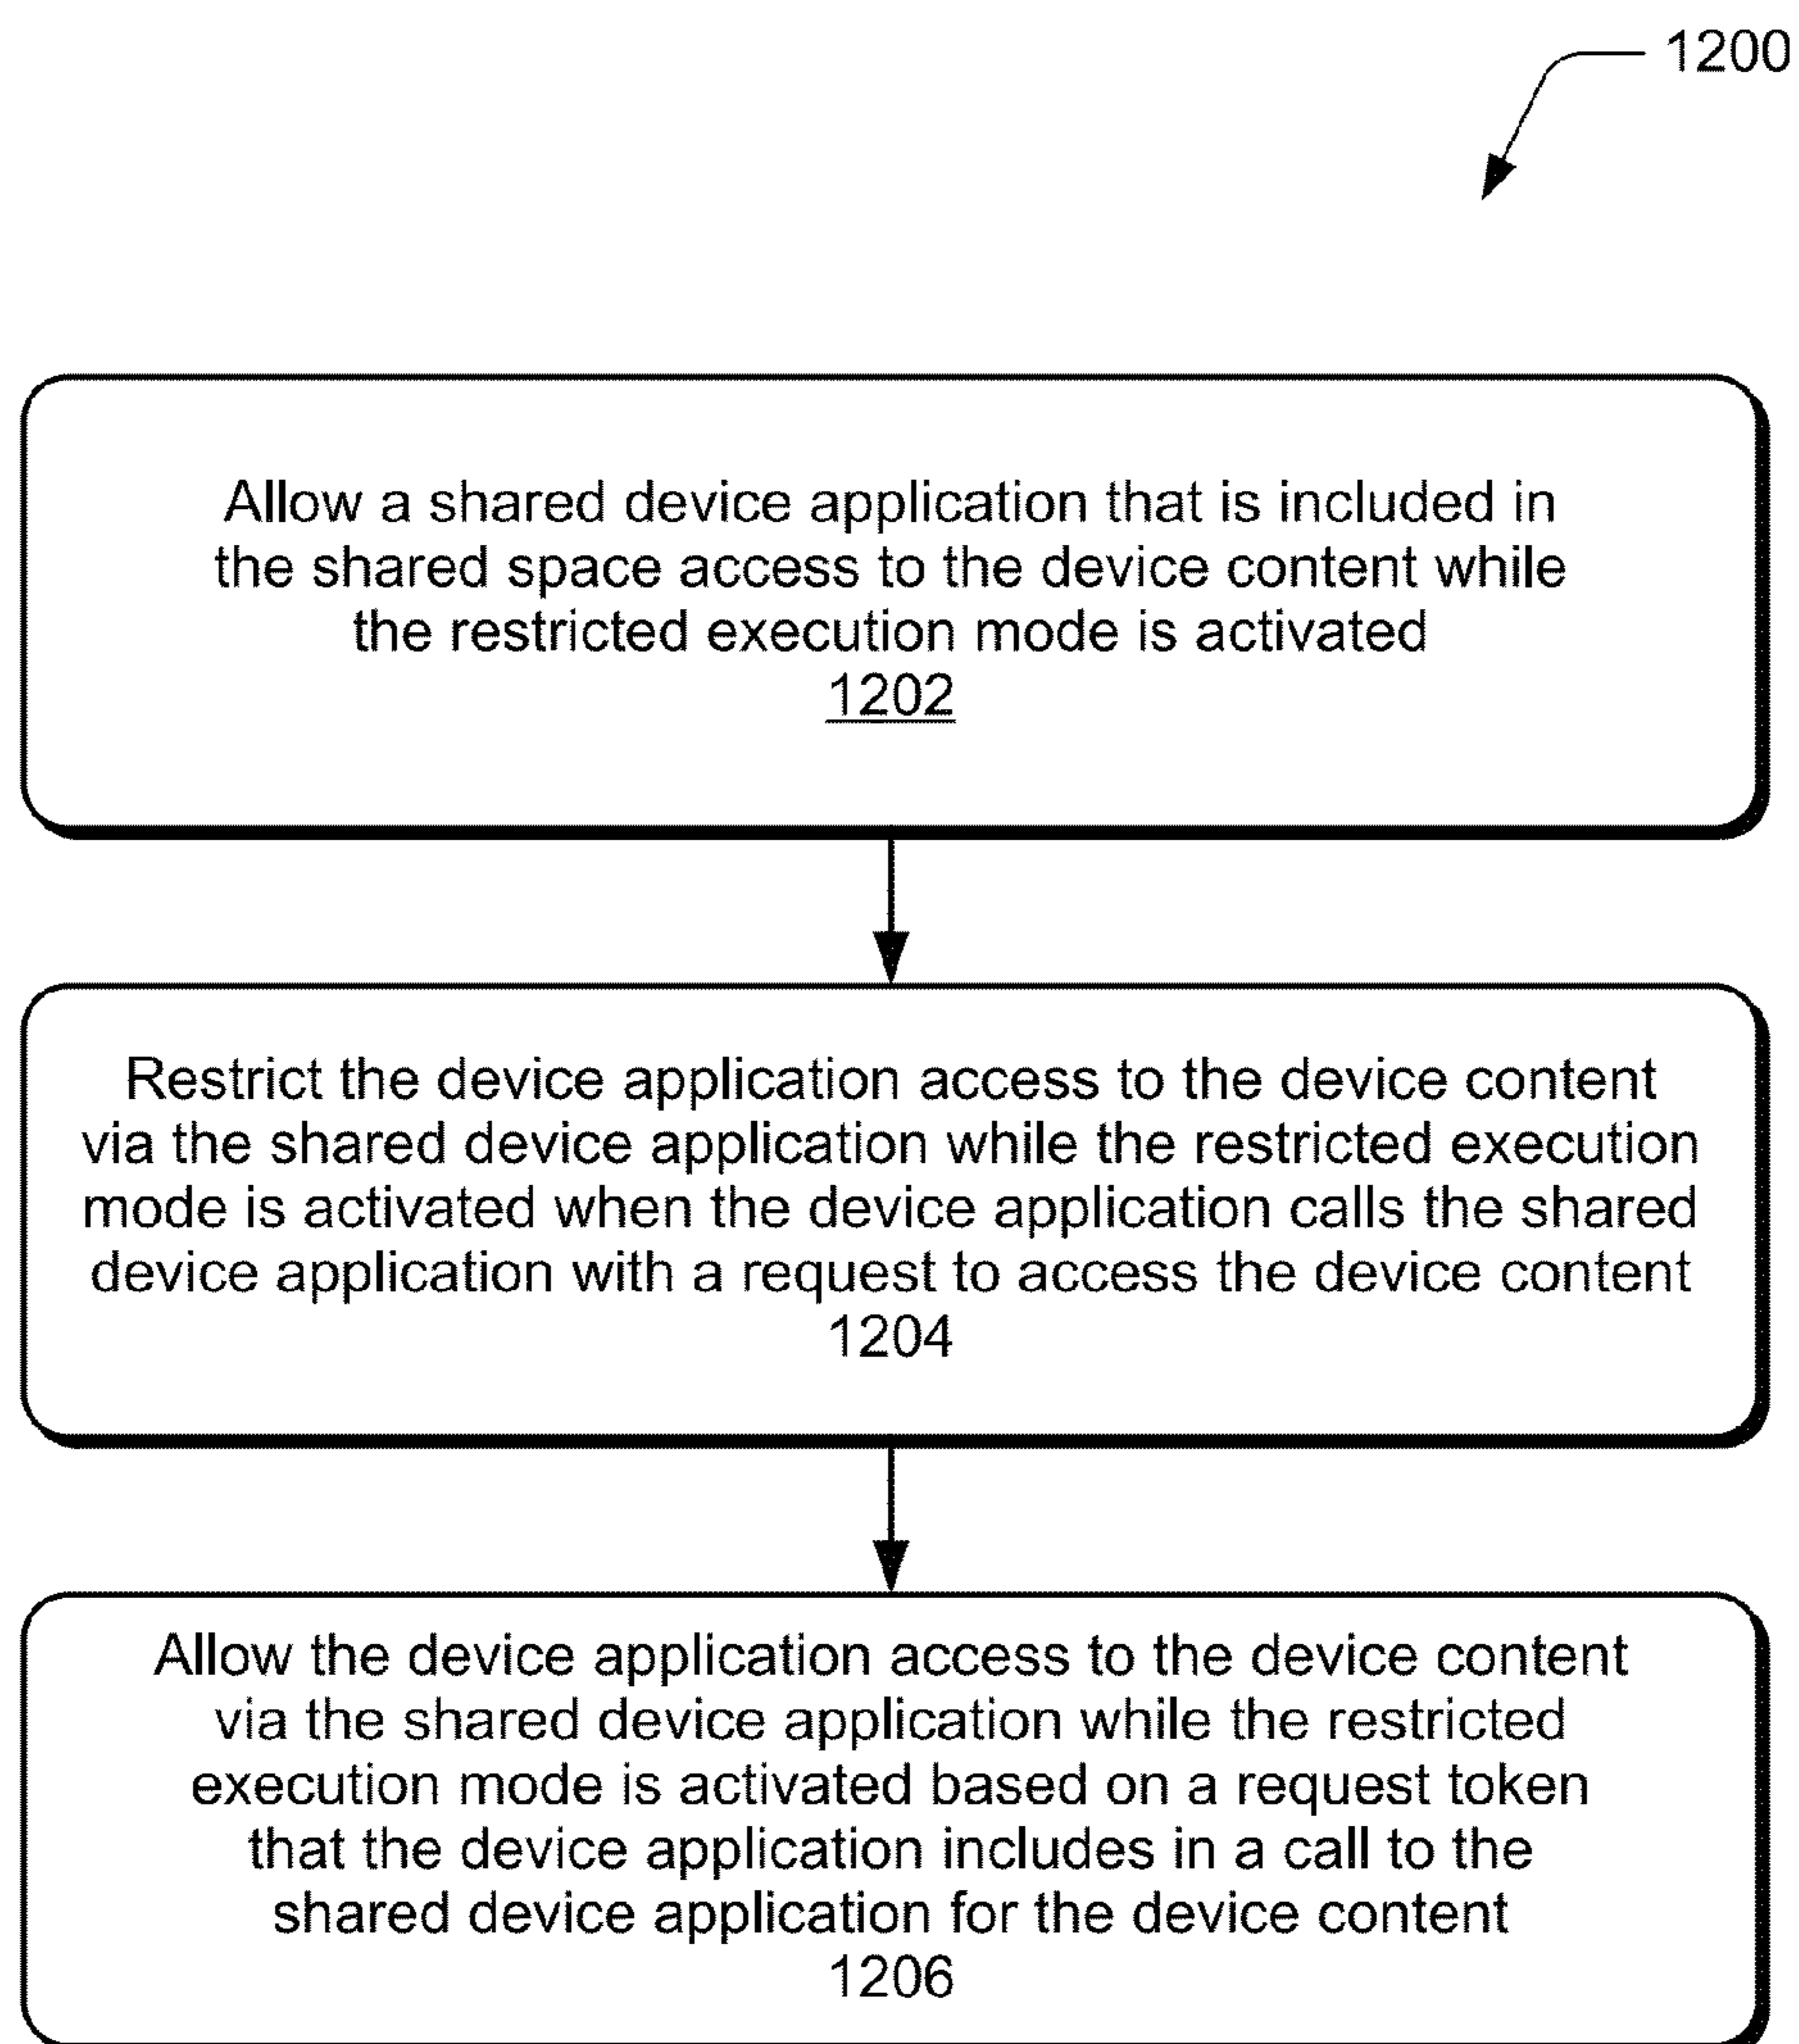 1200
Allow a shared device application that is included in
the shared space access to the device content while
the restricted execution mode is activated
1202
Restrict the device application access to the device content
via the shared device application while the restricted execution
mode is activated when the device application calls the shared
device application with a request to access the device content
1204
Allow the device application access to the device content
via the shared device application while the restricted
execution mode is activated based on a request token
that the device application includes in a call to the
shared device application for the device content
1206